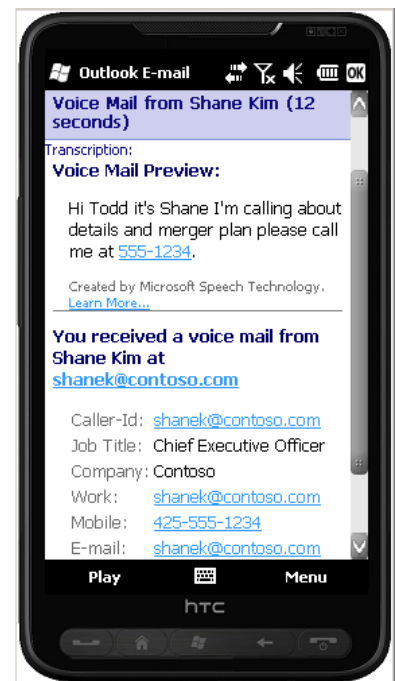 Outlook E-mail
OK
Voice Mail from Shane Kim (12
seconds)
Transcription:
Voice Mail Preview:
Hi Todd it's Shane I'm calling about
details and merger plan please call
me at 555-1234.
Created by Microsoft Speech Technology.
Learn More...
You received a voice mail from
Shane Kim at
shanek@contoso.com
Caller-Id: shanek@contoso.com
Job Title: Chief Executive Officer
Company: Contoso
Work: shanek@contoso.com
Mobile: 425-555-1234
E-mail: shanek@contoso.com
Play Menu
hTC